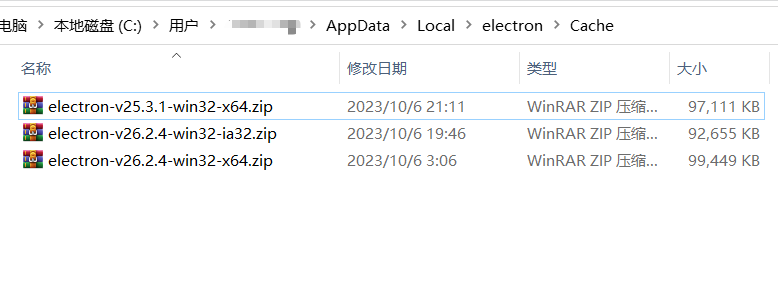 电脑 > 本地磁盘 (C:) > 用户 > > AppData > Local > electron > Cache
名称 修改日期 类型 大小
electron-v25.3.1-win32-x64.zip 2023/10/6 21:11 WinRAR ZIP 压缩... 97,111 KB
electron-v26.2.4-win32-ia32.zip 2023/10/6 19:46 WinRAR ZIP 压缩... 92,655 KB
electron-v26.2.4-win32-x64.zip 2023/10/6 3:06 WinRAR ZIP 压缩... 99,449 KB